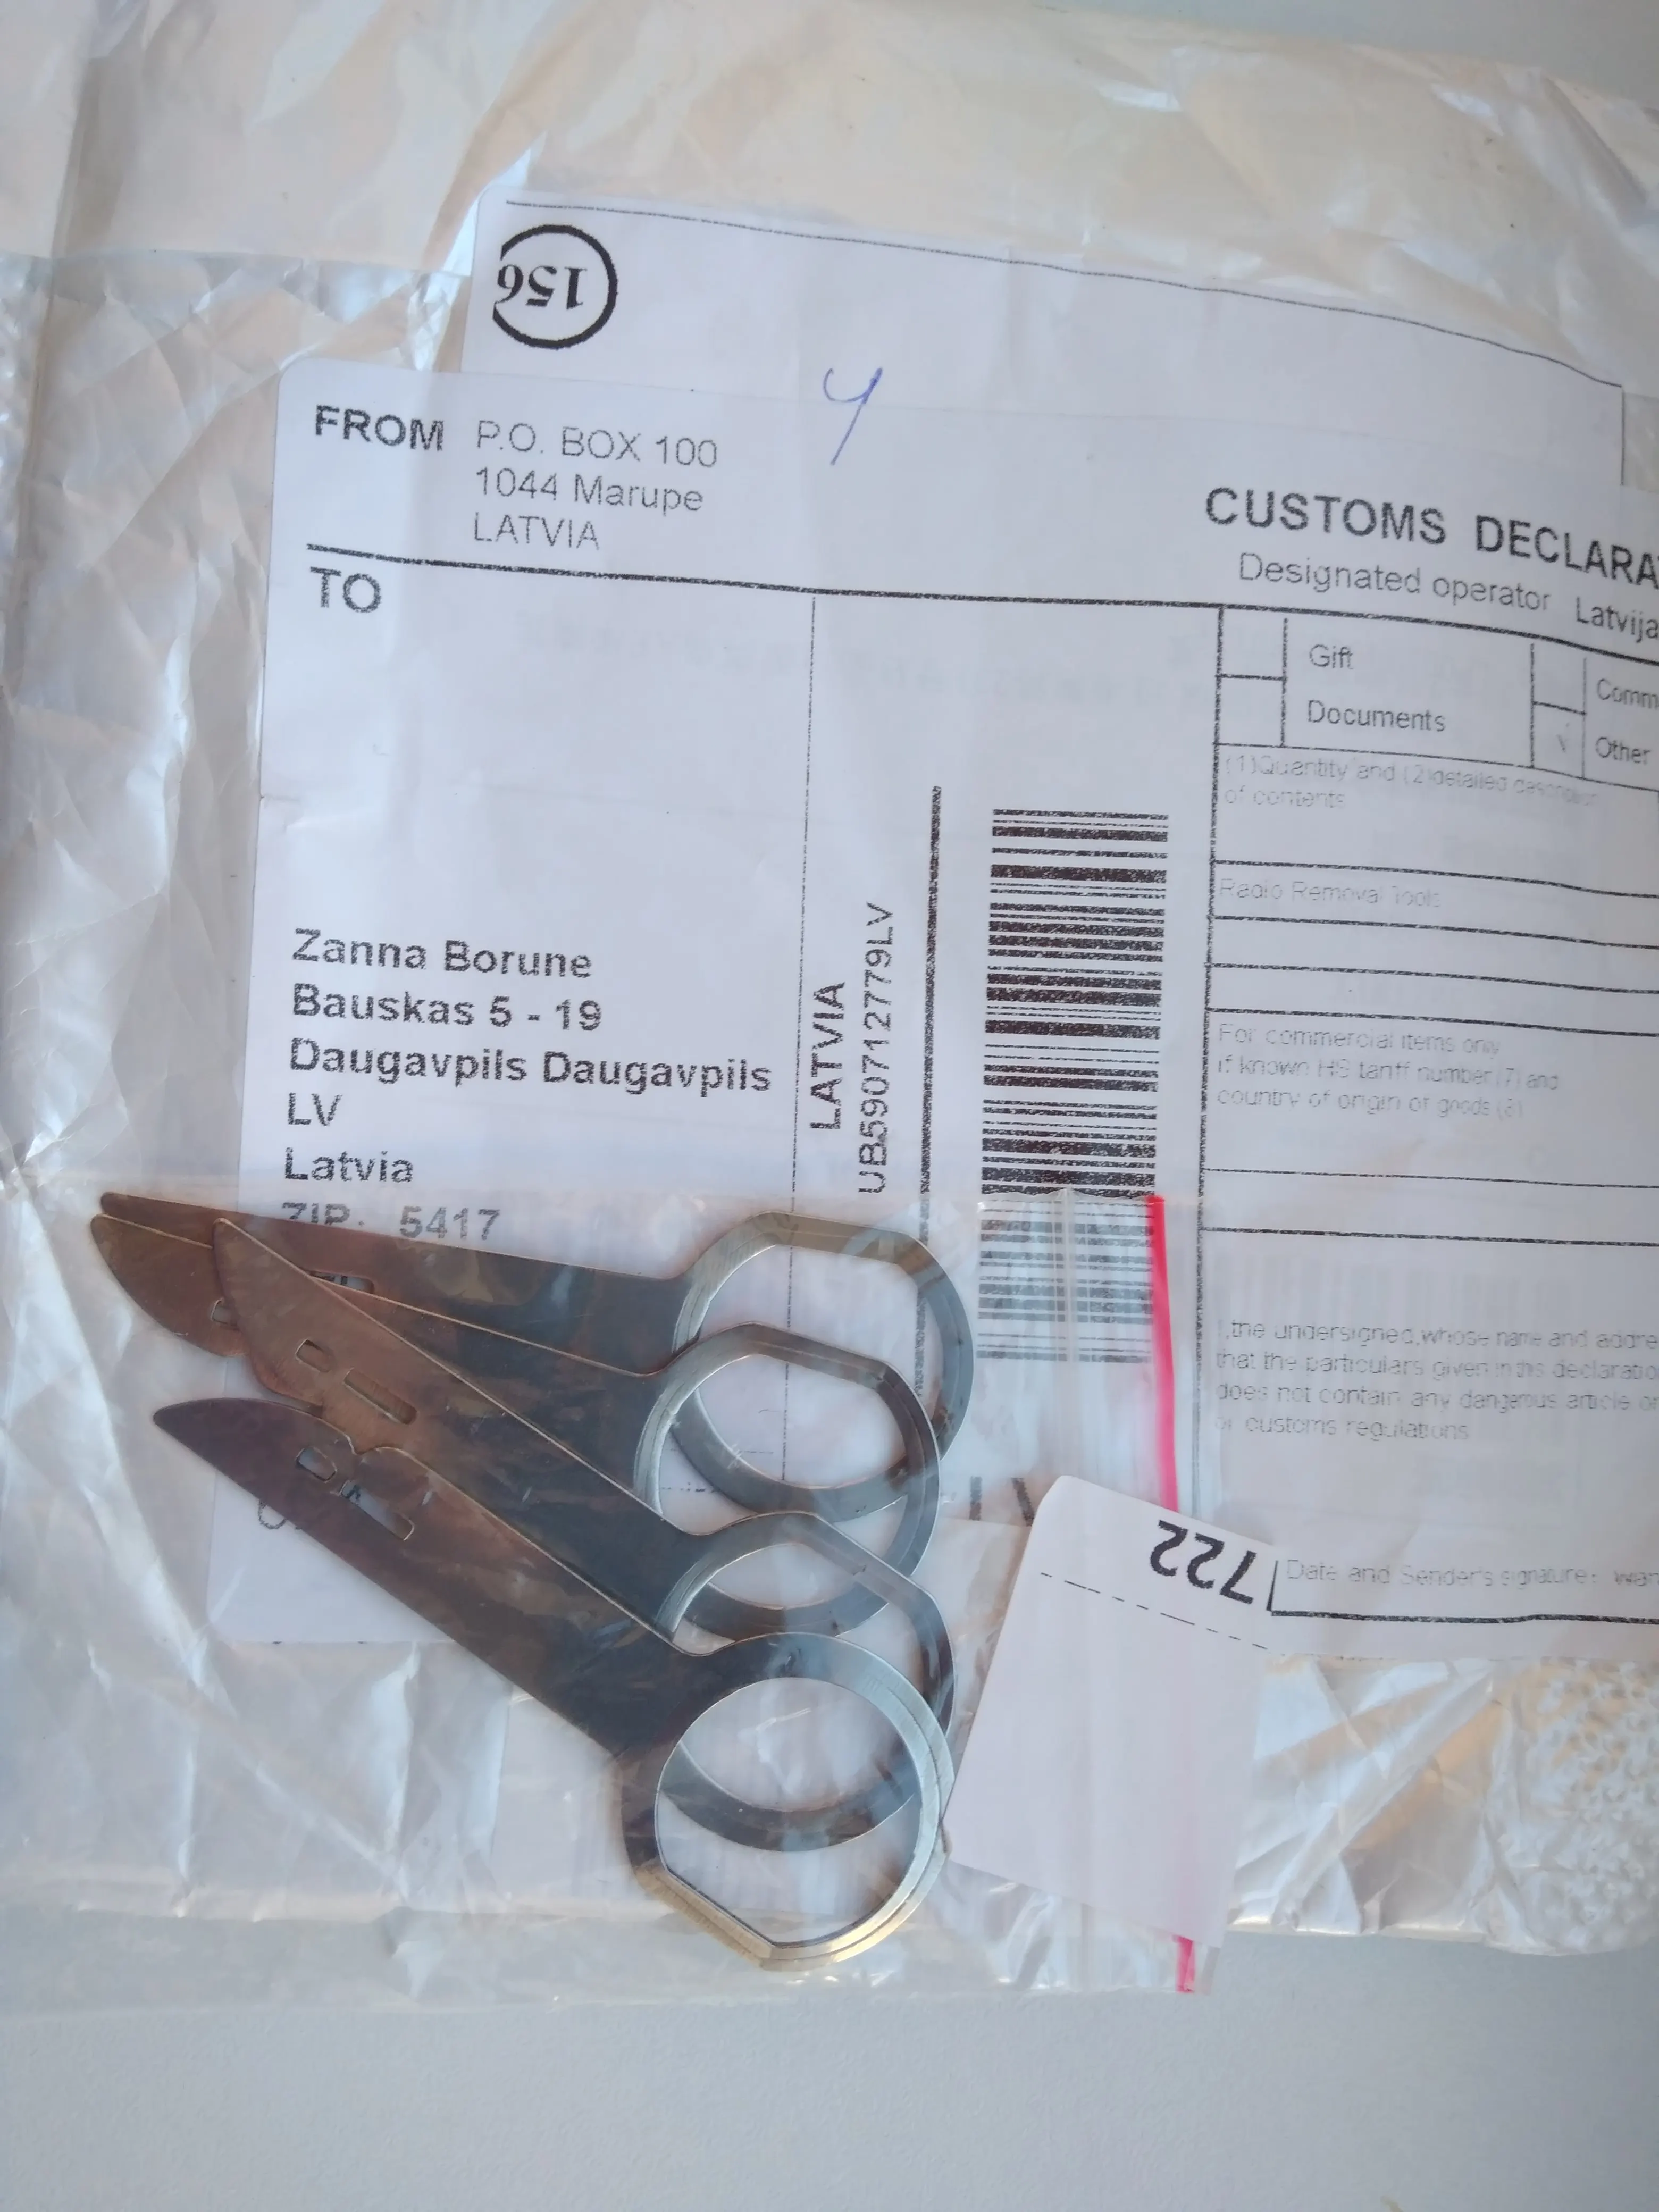 156
4
FROM P.O. BOX 100
1044 Marupe
LATVIA
TO
Zanna Borune
Bauskas 5 - 19
Daugavpils Daugavpils
LV
Latvia
ZIP: 5417
LATVIA
UB590712779LV
CUSTOMS DECLARA
Designated operator Latvija
Gift
Comm
Documents
Other
(1)Quantity and (2)detailed description
of contents
Radio Removal Tools
For commercial items only
if known HS tariff number(7) and
country of origin of goods (8)
I,the undersigned,whose name and addre
that the particulars given in this declaratio
does not contain any dangerous article or
or customs regulations
Date and Sender's signature:
722